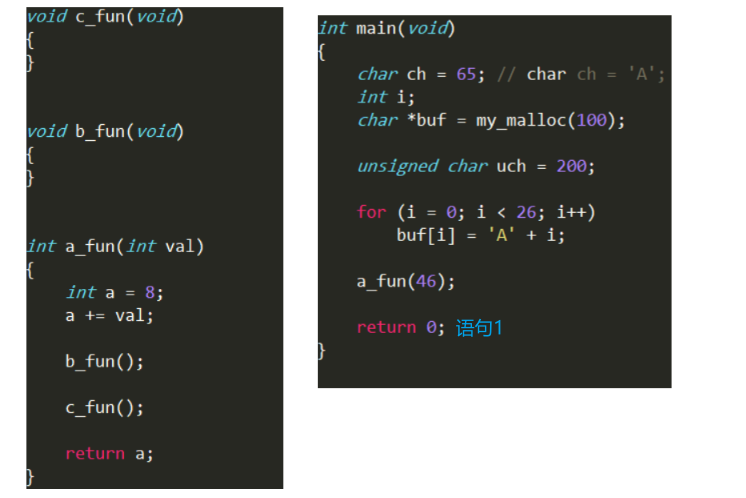 void c_fun(void)
{
}
void b_fun(void)
{
}
int a_fun(int val)
{
    int a = 8;
    a += val;
    b_fun();
    c_fun();
    return a;
}
int main(void)
{
    char ch = 65; // char ch = 'A';
    int i;
    char *buf = my_malloc(100);
    unsigned char uch = 200;
    for (i = 0; i < 26; i++)
        buf[i] = 'A' + i;
    a_fun(46);
    return 0; 语句1
}